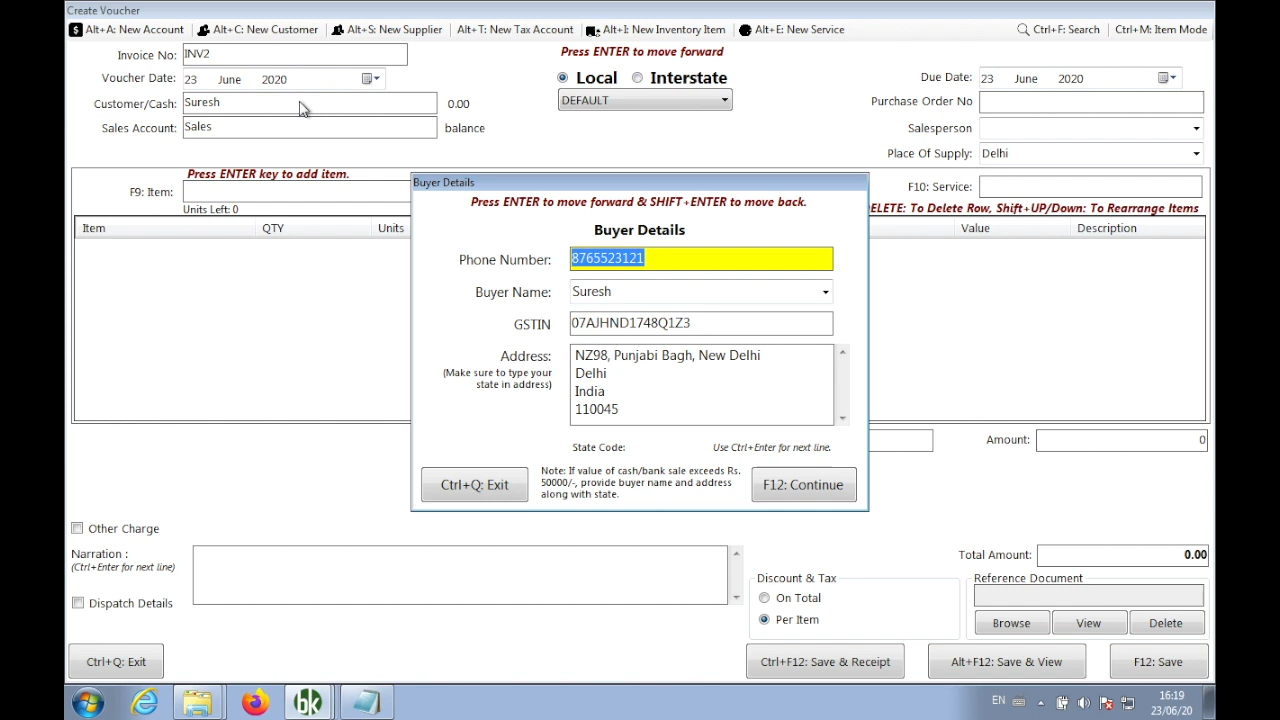 Create Voucher
Alt+A: New Account Alt+C: New Customer Alt+S: New Supplier Alt+T: New Tax Account Alt+I: New Inventory Item Alt+E: New Service Ctrl+F: Search Ctrl+M: Item Mode
Invoice No: INV2
Press ENTER to move forward
Voucher Date: 23 June 2020
Local Interstate
Due Date: 23 June 2020
Customer/Cash: Suresh 0.00
DEFAULT
Purchase Order No
Sales Account: Sales balance
Salesperson
Place Of Supply: Delhi
Press ENTER key to add item.
F9: Item:
F10: Service:
Units Left: 0
DELETE: To Delete Row, Shift+UP/Down: To Rearrange Items
Item QTY Units Value Description
Buyer Details
Press ENTER to move forward & SHIFT+ENTER to move back.
Buyer Details
Phone Number: 8765523121
Buyer Name: Suresh
GSTIN 07AJHND1748Q1Z3
Address: NZ98, Punjabi Bagh, New Delhi
(Make sure to type your state in address)
Delhi
India
110045
State Code: Use Ctrl+Enter for next line.
Ctrl+Q: Exit
Note: If value of cash/bank sale exceeds Rs.
50000/-, provide buyer name and address
along with state.
F12: Continue
Amount: 0
Other Charge
Narration :
(Ctrl+Enter for next line)
Total Amount: 0.00
Dispatch Details
Discount & Tax
On Total
Per Item
Reference Document
Browse View Delete
Ctrl+Q: Exit Ctrl+F12: Save & Receipt Alt+F12: Save & View F12: Save
bk
EN
16:19
23/06/20